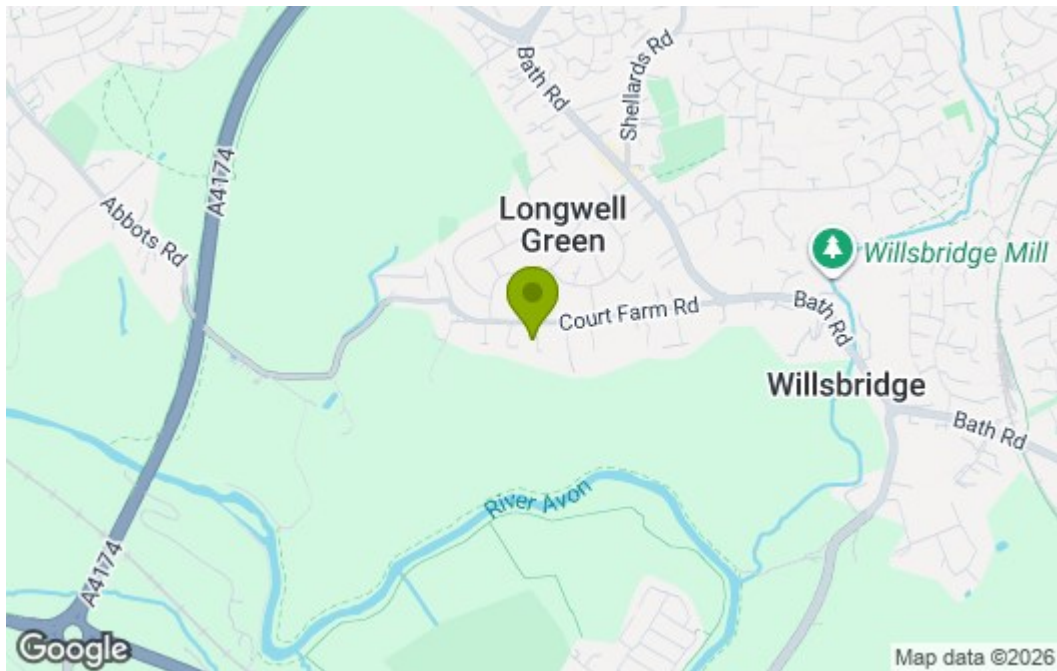 Bath Rd
Shellards Rd
A4174
Abbots Rd
Longwell
Green
Willsbridge Mill
Court Farm Rd
Bath Rd
Willsbridge
Bath Rd
River Avon
A4174
Google
Map data ©2026